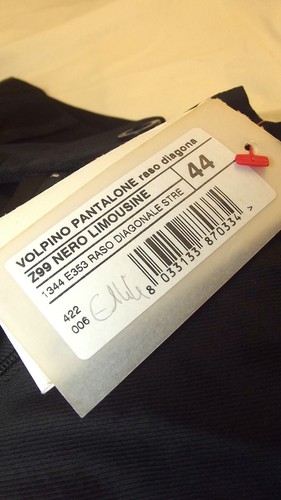 VOLPINO PANTALONE raso diagona
Z99 NERO LIMOUSINE
44
1344 E353 RASO DIAGONALE STRE
422
006
8 033133 870334 >